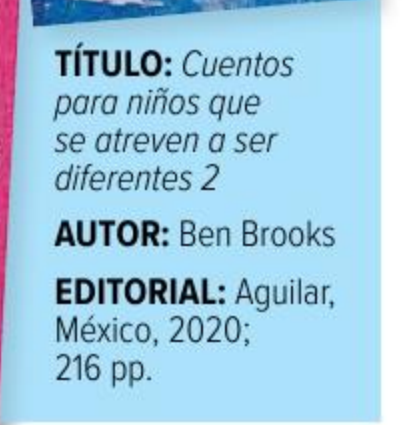 TÍTULO: Cuentos
para niños que
se atreven a ser
diferentes 2
AUTOR: Ben Brooks
EDITORIAL: Aguilar,
México, 2020;
216 pp.